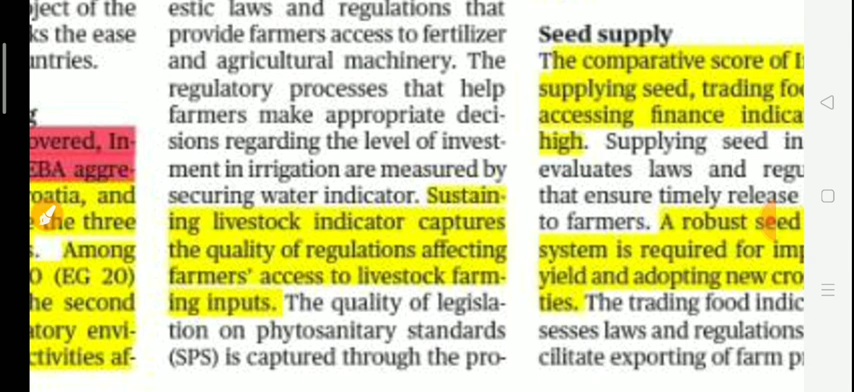 ject of the
ks the ease
untries.
overed, In-
EBA aggre-
oatia, and
the three
s. Among
0 (EG 20)
he second
atory envi-
ctivities af-
estic laws and regulations that
provide farmers access to fertilizer
and agricultural machinery. The
regulatory processes that help
farmers make appropriate deci-
sions regarding the level of invest-
ment in irrigation are measured by
securing water indicator. Sustain-
ing livestock indicator captures
the quality of regulations affecting
farmers' access to livestock farm-
ing inputs. The quality of legisla-
tion on phytosanitary standards
(SPS) is captured through the pro-
Seed supply
The comparative score of I
supplying seed, trading fo
accessing finance indica
high. Supplying seed in
evaluates laws and regu
that ensure timely release
to farmers. A robust seed
system is required for imp
yield and adopting new cro
ties. The trading food indic
sesses laws and regulations
cilitate exporting of farm p